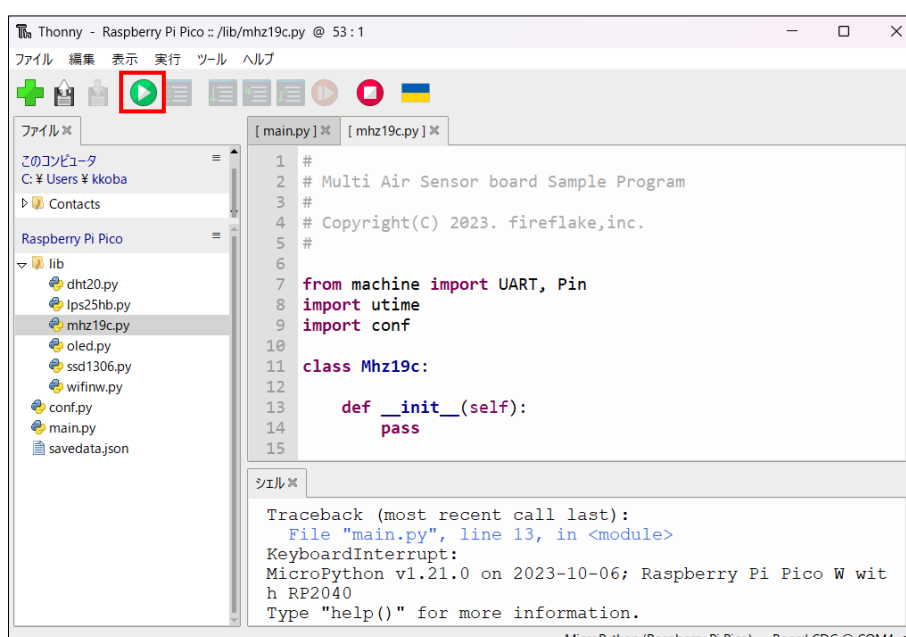 Thonny - Raspberry Pi Pico :: /lib/mhz19c.py @ 53 : 1
ファイル 編集 表示 実行 ツール ヘルプ
ファイル
このコンピュータ
C: ¥ Users ¥ kkoba
Contacts
Raspberry Pi Pico
lib
dht20.py
lps25hb.py
mhz19c.py
oled.py
ssd1306.py
wifinw.py
conf.py
main.py
savedata.json
[ main.py ] [ mhz19c.py ]
1 #
2 # Multi Air Sensor board Sample Program
3 #
4 # Copyright(C) 2023. fireflake,inc.
5 #
6
7 from machine import UART, Pin
8 import utime
9 import conf
10
11 class Mhz19c:
12
13 def __init__(self):
14 pass
15
シェル
Traceback (most recent call last):
File "main.py", line 13, in <module>
KeyboardInterrupt:
MicroPython v1.21.0 on 2023-10-06; Raspberry Pi Pico W wit
h RP2040
Type "help()" for more information.